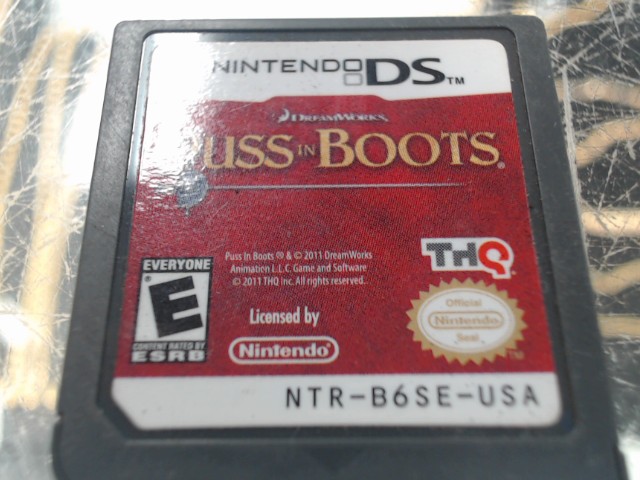 NINTENDO DS™
DREAMWORKS
PUSS IN BOOTS®
Puss In Boots ® & © 2011 DreamWorks
Animation L.L.C. Game and Software
© 2011 THQ Inc. All rights reserved.
THQ
EVERYONE
E
CONTENT RATED BY
ESRB
Licensed by
Nintendo®
Official
Nintendo
Seal
TM
NTR-B6SE-USA